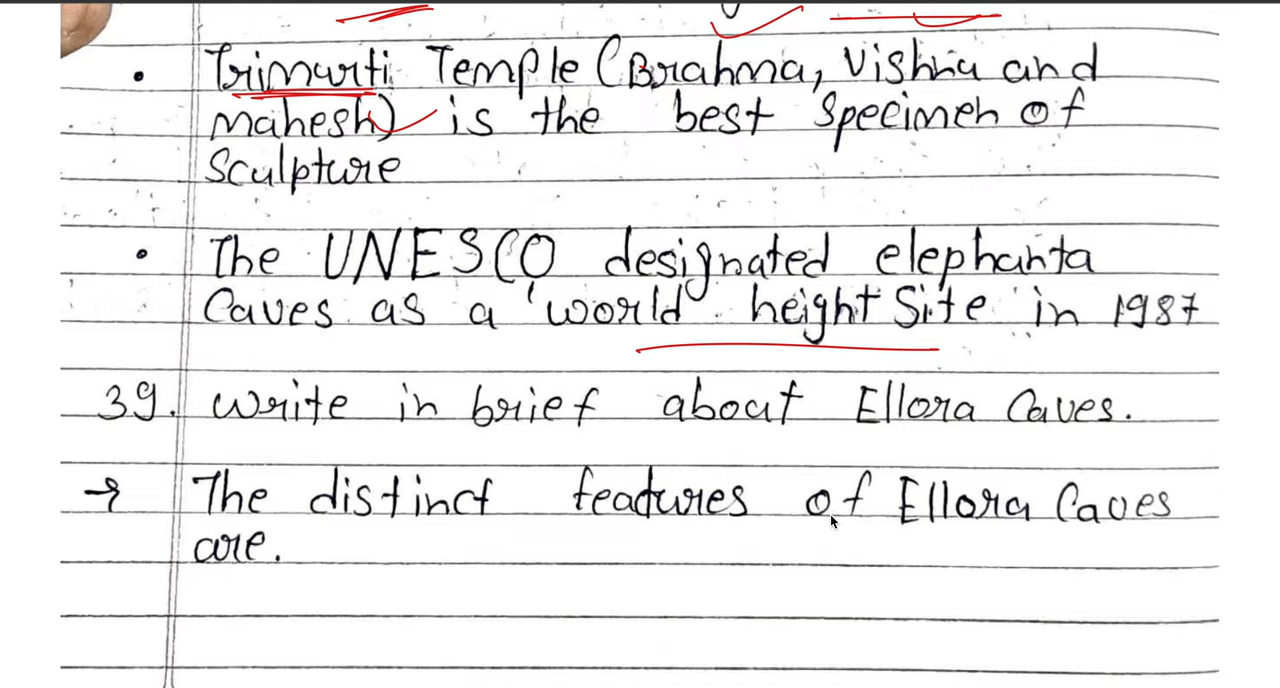 • Trimurti Temple (Brahma, Vishnu and
mahesh) is the best Specimen of
Sculpture
• The UNESCO designated elephanta
Caves as a 'world height Site in 1987
39. Write in brief about Ellora Caves.
→ The distinct features of Ellora Caves
are.